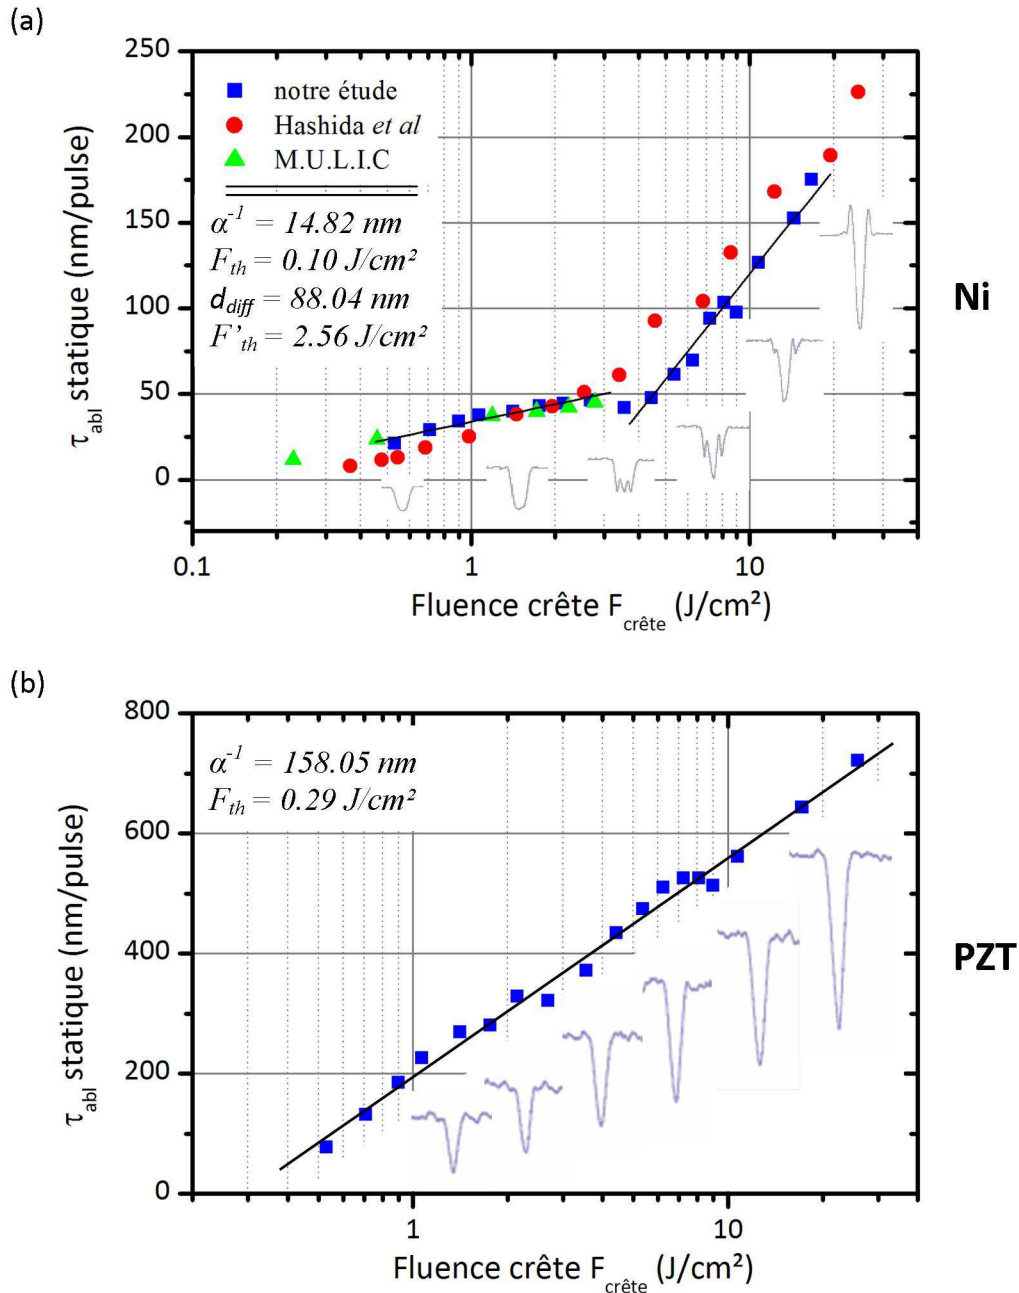 (a)
250
200
150
100
50
0
τabl statique (nm/pulse)
notre étude
Hashida et al
M.U.L.I.C
α⁻¹ = 14.82 nm
Fth = 0.10 J/cm²
ddiff = 88.04 nm
F'th = 2.56 J/cm²
Ni
0.1 1 10
Fluence crête Fcrête (J/cm²)
(b)
800
600
400
200
0
τabl statique (nm/pulse)
α⁻¹ = 158.05 nm
Fth = 0.29 J/cm²
PZT
1 10
Fluence crête Fcrête (J/cm²)